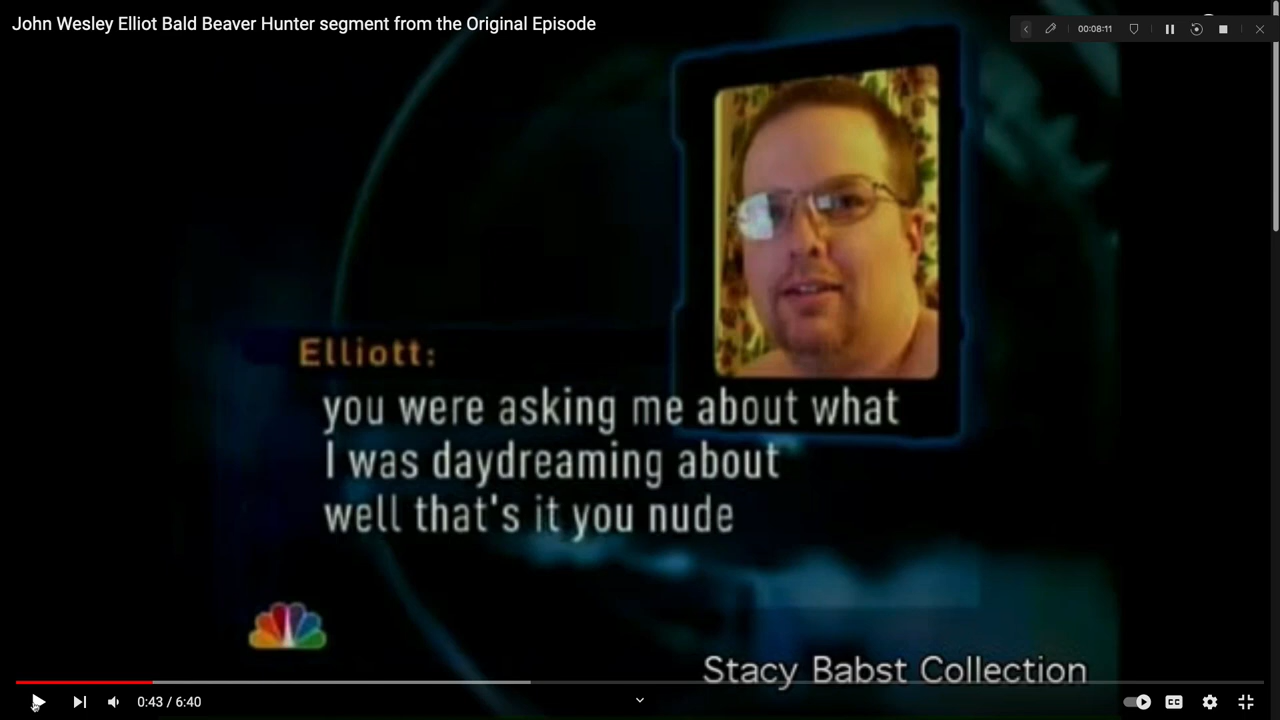 John Wesley Elliot Bald Beaver Hunter segment from the Original Episode
00:08:11
Elliott:
you were asking me about what
I was daydreaming about
well that's it you nude
Stacy Babst Collection
0:43 / 6:40
CC